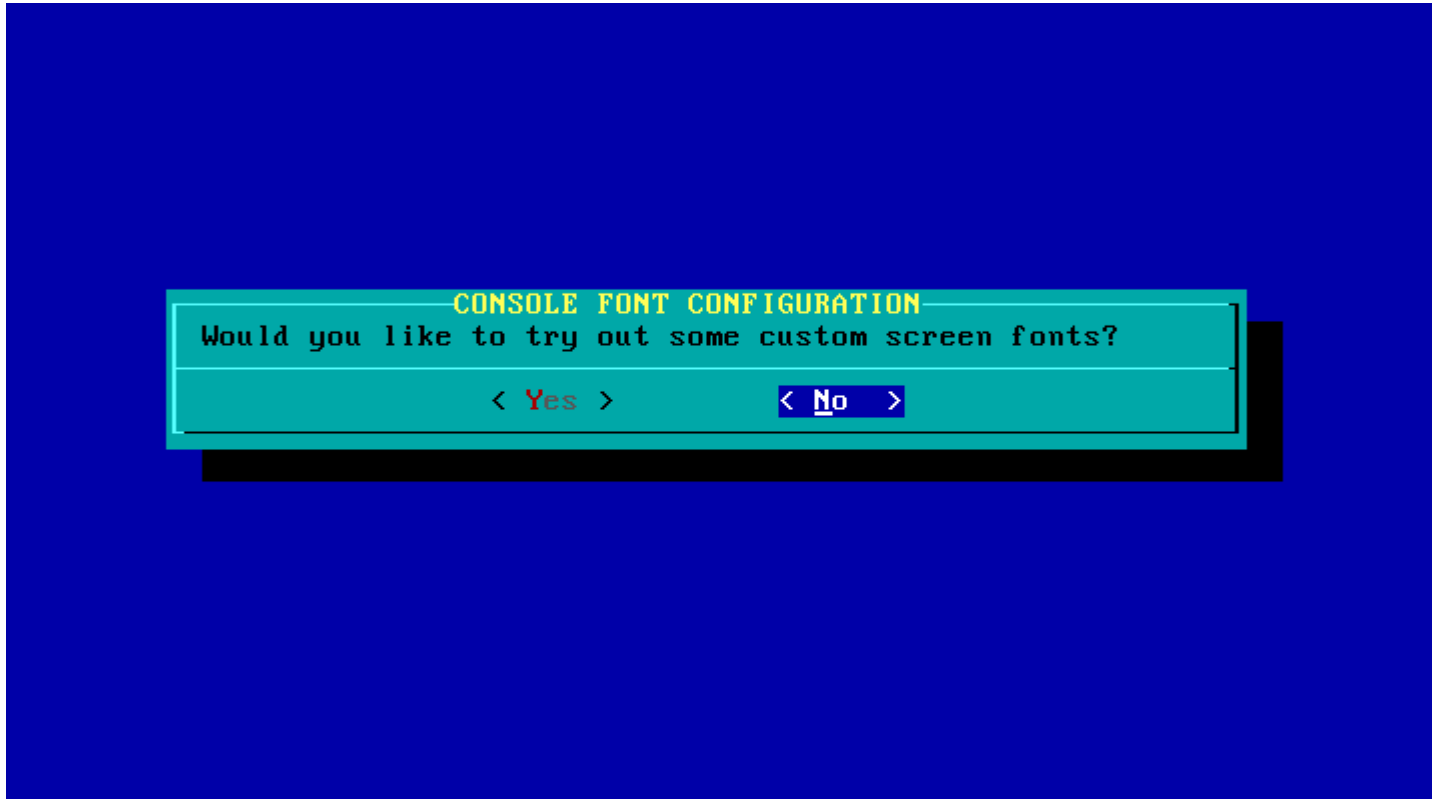 CONSOLE FONT CONFIGURATION
Would you like to try out some custom screen fonts?
< Yes > < No >